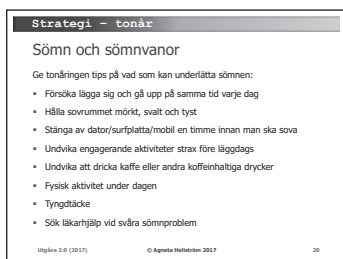 Strategi – tonår
Sömn och sömnvanor
Ge tonåringen tips på vad som kan underlätta sömnen:
▪ Försöka lägga sig och gå upp på samma tid varje dag
▪ Hålla sovrummet mörkt, svalt och tyst
▪ Stänga av dator/surfplatta/mobil en timme innan man ska sova
▪ Undvika engagerande aktiviteter strax före läggdags
▪ Undvika att dricka kaffe eller andra koffeinhaltiga drycker
▪ Fysisk aktivitet under dagen
▪ Tyngdtäcke
▪ Sök läkarhjälp vid svåra sömnproblem
Utgåva 2:0 (2017) © Agneta Hellström 2017 20